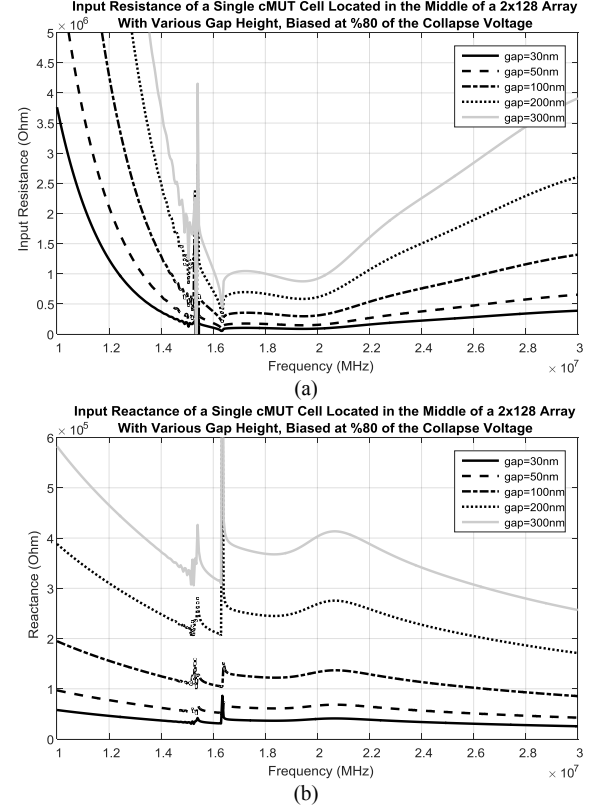 Input Resistance of a Single cMUT Cell Located in the Middle of a 2x128 Array
With Various Gap Height, Biased at %80 of the Collapse Voltage
× 10^6
5
4.5
4
3.5
3
2.5
2
1.5
1
0.5
0
Input Resistance (Ohm)
gap=30nm
gap=50nm
gap=100nm
gap=200nm
gap=300nm
1 1.2 1.4 1.6 1.8 2 2.2 2.4 2.6 2.8 3
Frequency (MHz)
× 10^7
(a)
Input Reactance of a Single cMUT Cell Located in the Middle of a 2x128 Array
With Various Gap Height, Biased at %80 of the Collapse Voltage
× 10^5
6
5
4
3
2
1
0
Reactance (Ohm)
gap=30nm
gap=50nm
gap=100nm
gap=200nm
gap=300nm
1 1.2 1.4 1.6 1.8 2 2.2 2.4 2.6 2.8 3
Frequency (MHz)
× 10^7
(b)